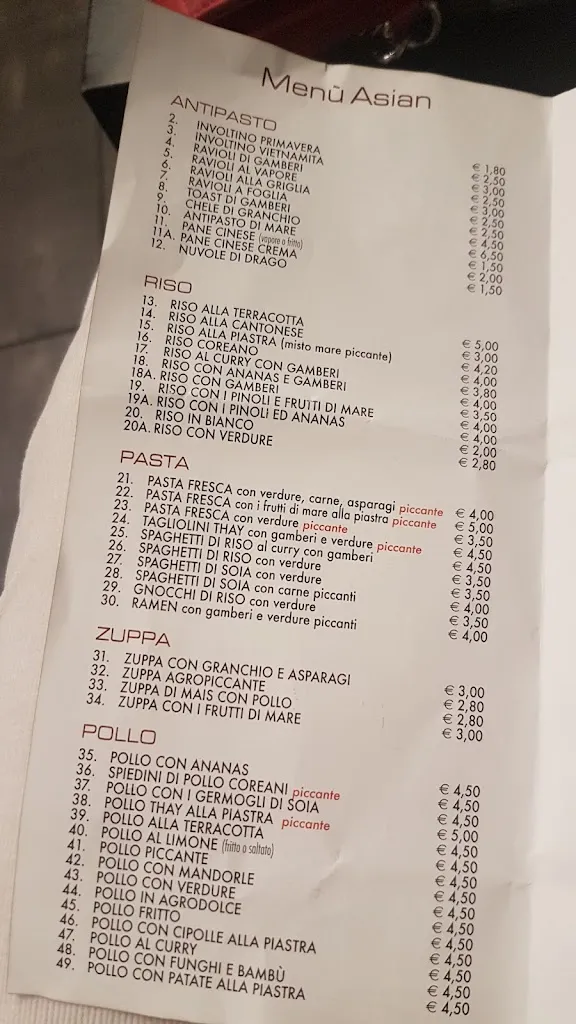 Menù Asian
ANTIPASTO
2. INVOLTINO PRIMAVERA € 1,80
3. INVOLTINO VIETNAMITA € 2,50
4. RAVIOLI DI GAMBERI € 3,00
5. RAVIOLI AL VAPORE € 2,50
6. RAVIOLI ALLA GRIGLIA € 3,00
7. RAVIOLI A FOGLIA € 2,50
8. TOAST DI GAMBERI € 2,50
9. CHELE DI GRANCHIO € 4,50
10. ANTIPASTO DI MARE € 6,50
11. PANE CINESE (vapore o fritto) € 1,50
11A. PANE CINESE CREMA € 2,00
12. NUVOLE DI DRAGO € 1,50
RISO
13. RISO ALLA TERRACOTTA € 5,00
14. RISO ALLA CANTONESE € 3,00
15. RISO ALLA PIASTRA (misto mare piccante) € 4,20
16. RISO COREANO € 4,00
17. RISO AL CURRY CON GAMBERI € 3,80
18. RISO CON ANANAS E GAMBERI € 4,00
18A. RISO CON GAMBERI € 3,50
19. RISO CON I PINOLI E FRUTTI DI MARE € 4,00
19A. RISO CON I PINOLI ED ANANAS € 4,00
20. RISO IN BIANCO € 2,00
20A. RISO CON VERDURE € 2,80
PASTA
21. PASTA FRESCA con verdure, carne, asparagi piccante € 4,00
22. PASTA FRESCA con i frutti di mare alla piastra piccante € 5,00
23. PASTA FRESCA con verdure piccante € 3,50
24. TAGLIOLINI THAY con gamberi e verdure piccante € 4,50
25. SPAGHETTI DI RISO al curry con gamberi € 4,50
26. SPAGHETTI DI RISO con verdure € 3,50
27. SPAGHETTI DI SOIA con verdure € 3,50
28. SPAGHETTI DI SOIA con carne piccanti € 4,00
29. GNOCCHI DI RISO con verdure € 3,50
30. RAMEN con gamberi e verdure piccanti € 4,00
ZUPPA
31. ZUPPA CON GRANCHIO E ASPARAGI € 3,00
32. ZUPPA AGROPICCANTE € 2,80
33. ZUPPA DI MAIS CON POLLO € 2,80
34. ZUPPA CON I FRUTTI DI MARE € 3,00
POLLO
35. POLLO CON ANANAS € 4,50
36. SPIEDINI DI POLLO COREANI piccante € 4,50
37. POLLO CON I GERMOGLI DI SOIA € 4,50
38. POLLO THAY ALLA PIASTRA piccante € 5,00
39. POLLO ALLA TERRACOTTA € 4,50
40. POLLO AL LIMONE (fritto o saltato) € 4,50
41. POLLO PICCANTE € 4,50
42. POLLO CON MANDORLE € 4,50
43. POLLO CON VERDURE € 4,50
44. POLLO IN AGRODOLCE € 4,50
45. POLLO FRITTO € 4,50
46. POLLO CON CIPOLLE ALLA PIASTRA € 4,50
47. POLLO AL CURRY € 4,50
48. POLLO CON FUNGHI E BAMBÙ € 4,50
49. POLLO CON PATATE ALLA PIASTRA € 4,50